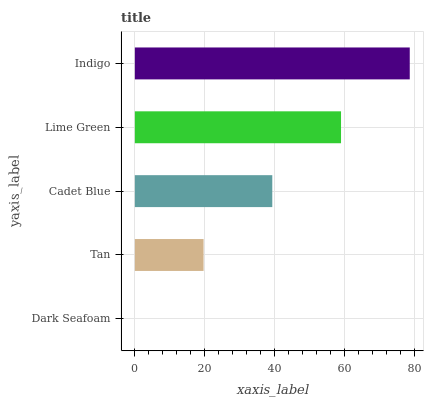 title
Indigo
Lime Green
Cadet Blue
Tan
Dark Seafoam
yaxis_label
0 20 40 60 80
xaxis_label